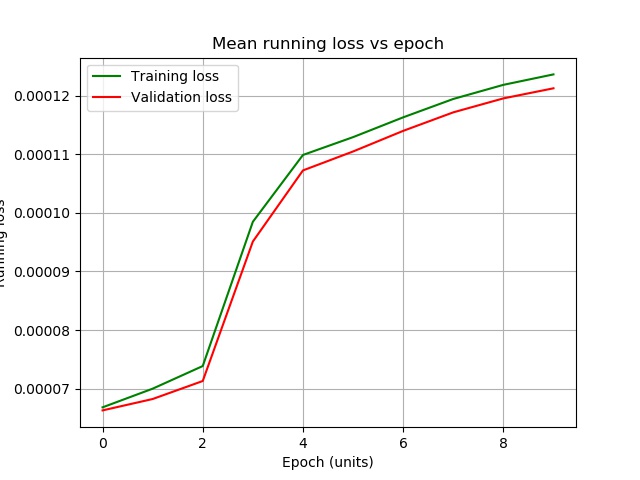 Mean running loss vs epoch
Training loss
Validation loss
0.00012
0.00011
0.00010
0.00009
0.00008
0.00007
Running loss
0
2
4
6
8
Epoch (units)